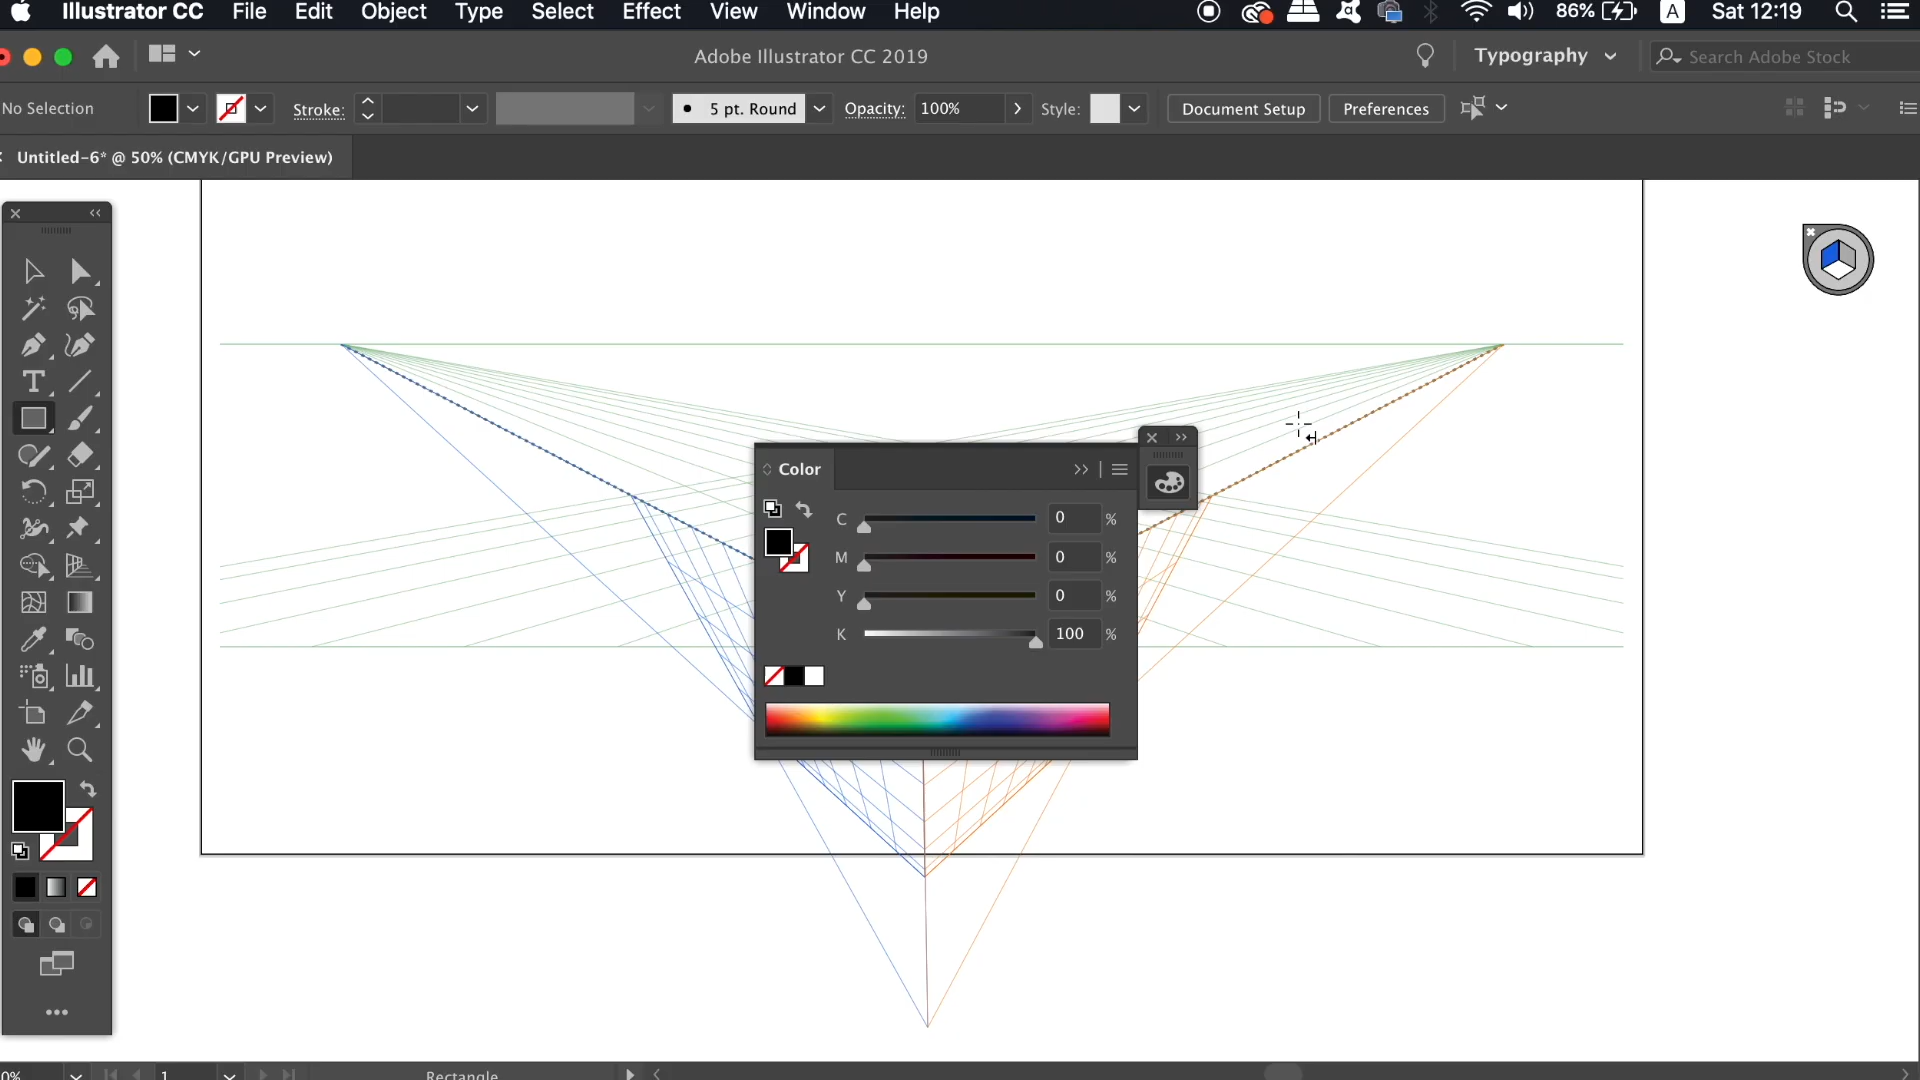 Illustrator CC File Edit Object Type Select Effect View Window Help 86% A Sat 12:19
Adobe Illustrator CC 2019 Typography Search Adobe Stock
No Selection Stroke: 5 pt. Round Opacity: 100% Style: Document Setup Preferences
Untitled-6* @ 50% (CMYK/GPU Preview)
Color
C 0 %
M 0 %
Y 0 %
K 100 %
0% 1 Rectangle